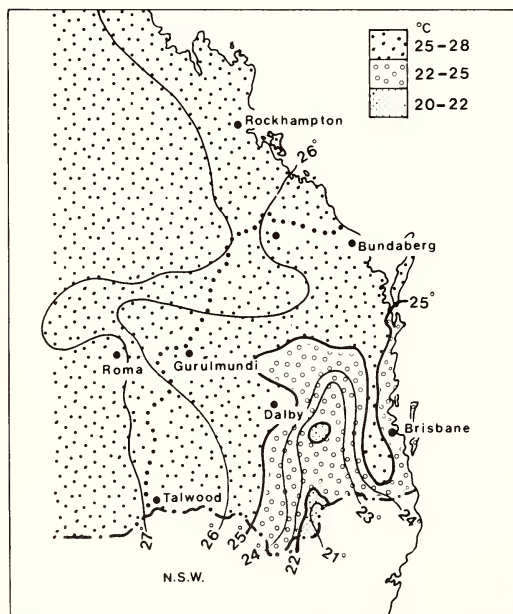 °C
25-28
22-25
20-22
Rockhampton
26°
Bundaberg
25°
Roma
Gurulmundi
Dalby
Brisbane
Talwood
27°
26°
25°
24°
22°
21°
23°
24°
N.S.W.